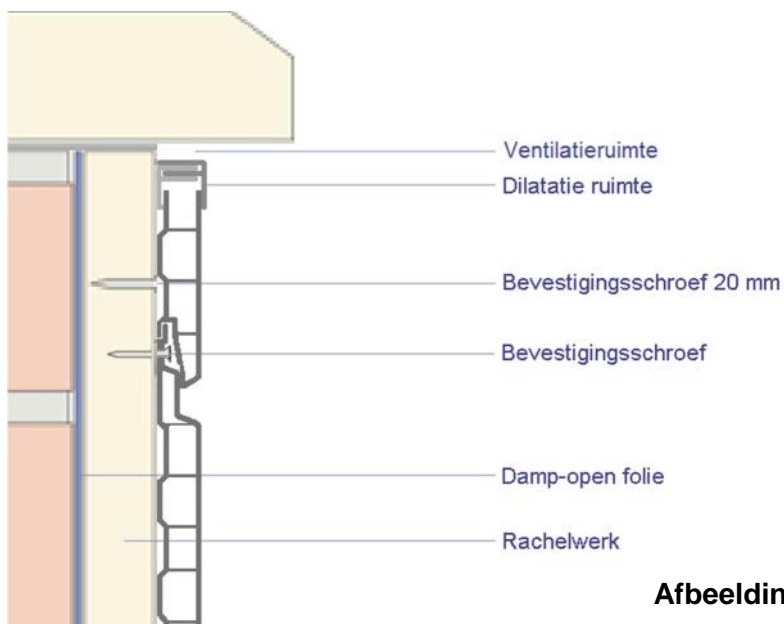 Ventilatieruimte
Dilatatie ruimte
Bevestigingsschroef 20 mm
Bevestigingsschroef
Damp-open folie
Rachelwerk
Afbeeldin